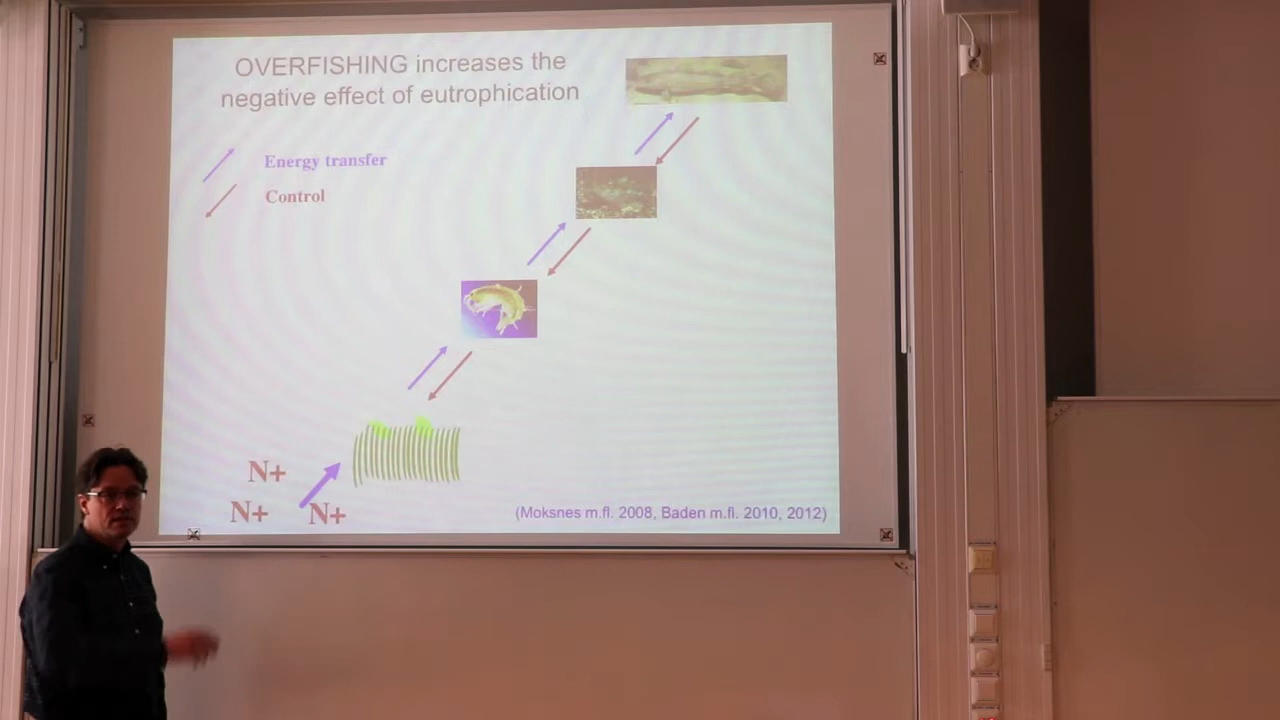 OVERFISHING increases the
negative effect of eutrophication
Energy transfer
Control
N+
N+
N+
(Moksnes m.fl. 2008, Baden m.fl. 2010, 2012)